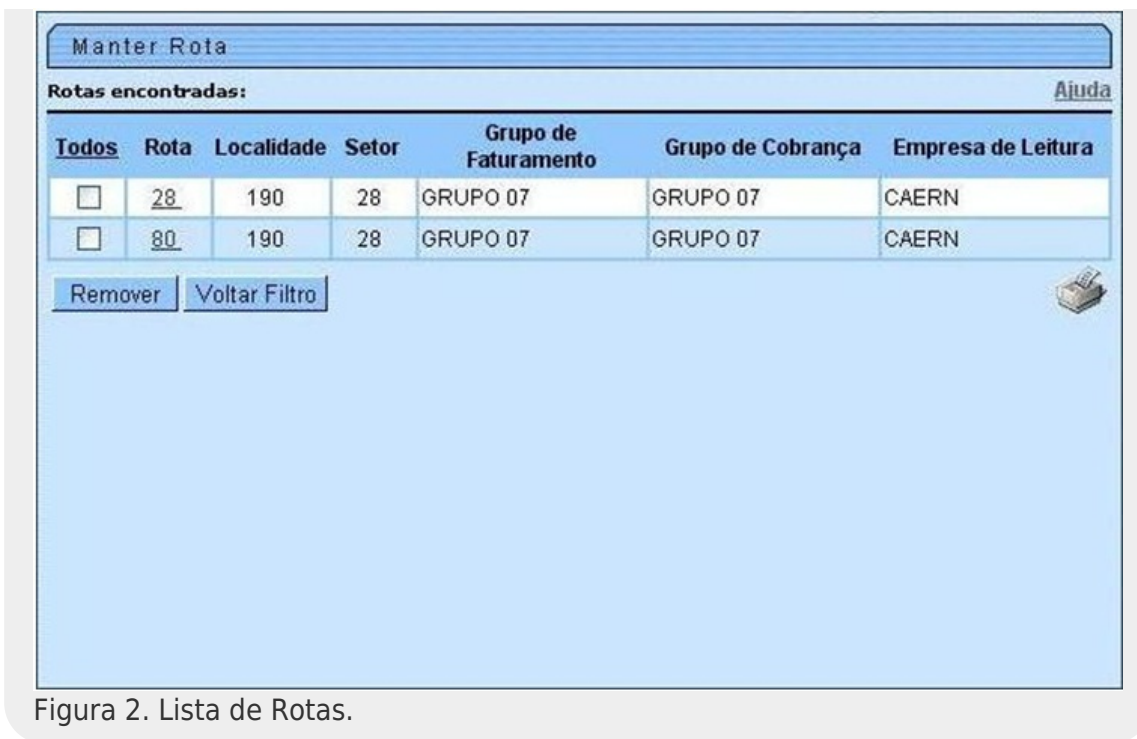 Manter Rota
Rotas encontradas: Ajuda
Todos Rota Localidade Setor Grupo de Faturamento Grupo de Cobrança Empresa de Leitura
28 190 28 GRUPO 07 GRUPO 07 CAERN
80 190 28 GRUPO 07 GRUPO 07 CAERN
Remover Voltar Filtro
Figura 2. Lista de Rotas.